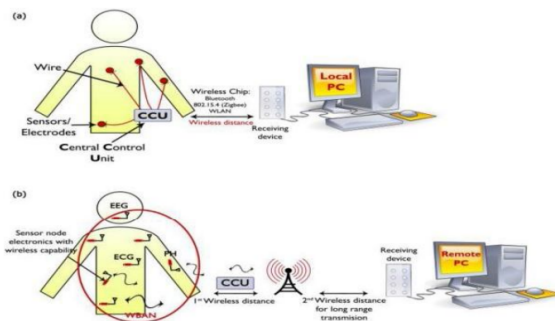 (a)
Wire
Sensors/
Electrodes
CCU
Central Control
Unit
Wireless Chip:
Bluetooth
802.15.4 (Zigbee)
WLAN
Wireless distance
Receiving
device
Local
PC
(b)
EEG
Sensor node
electronics with
wireless capability
ECG
PH
WBAN
CCU
1st Wireless distance
2nd Wireless distance
for long range
transmision
Receiving
device
Remote
PC